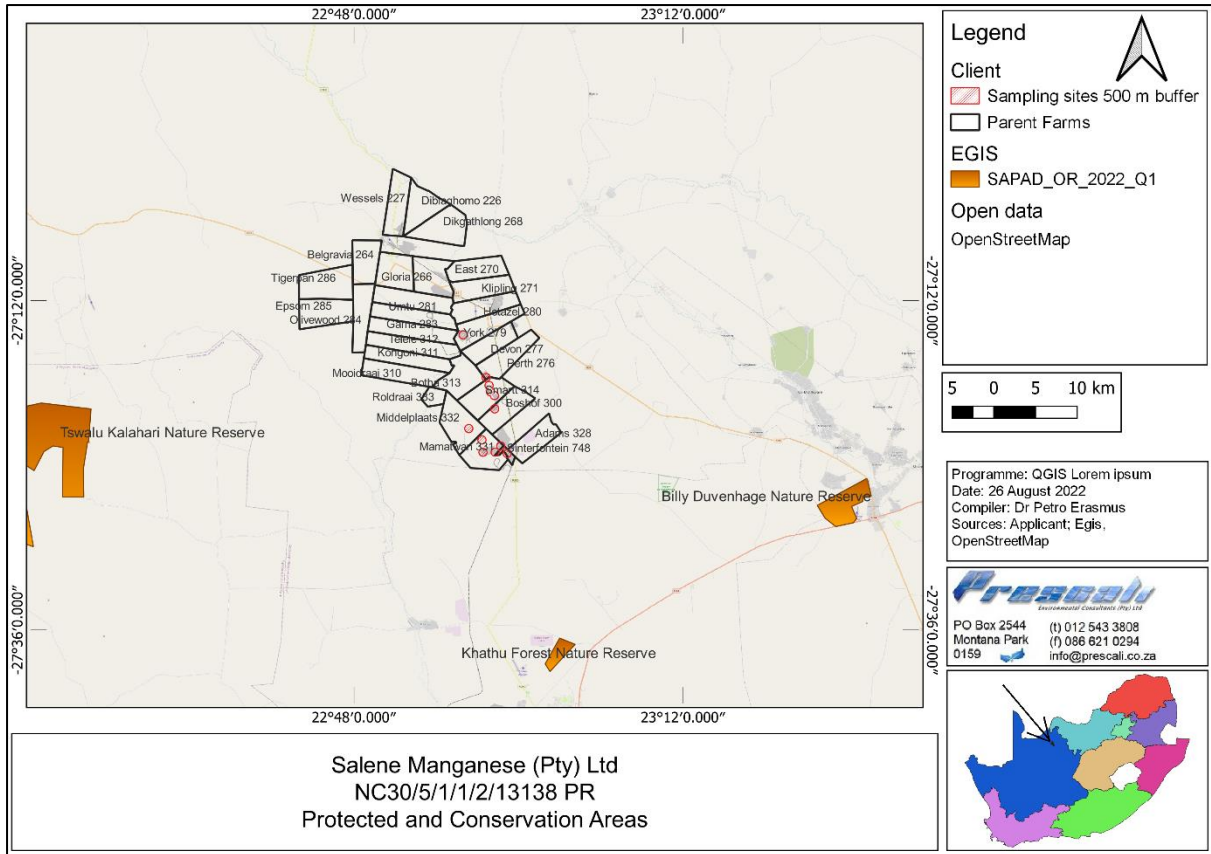 22°48′0.000″ 23°12′0.000″
Wessels 227
Diblaghomo 226
Dikgathlong 268
Belgravia 264
Tigerpan 286
Gloria 266
East 270
Klipling 271
-27°12′0.000″ -27°12′0.000″
Epsom 285
Olivewood 284
Umtu 281
Hotazel 280
Gama 283
York 279
Telele 312
Devon 277
Kongoni 311
Perth 276
Mooidraai 310
Botha 313
Smartt 314
Roldraai 333
Boshof 300
Middelplaats 332
Adams 328
Tswalu Kalahari Nature Reserve
Mamatwan 331
Sinterfontein 748
Billy Duvenhage Nature Reserve
-27°36′0.000″ -27°36′0.000″
Khathu Forest Nature Reserve
22°48′0.000″ 23°12′0.000″
Legend
Client
Sampling sites 500 m buffer
Parent Farms
EGIS
SAPAD_OR_2022_Q1
Open data
OpenStreetMap
5 0 5 10 km
Programme: QGIS Lorem ipsum
Date: 26 August 2022
Compiler: Dr Petro Erasmus
Sources: Applicant; Egis,
OpenStreetMap
Prescali
Environmental Consultants (Pty) Ltd
PO Box 2544 (t) 012 543 3808
Montana Park (f) 086 621 0294
0159 info@prescali.co.za
Salene Manganese (Pty) Ltd
NC30/5/1/1/2/13138 PR
Protected and Conservation Areas